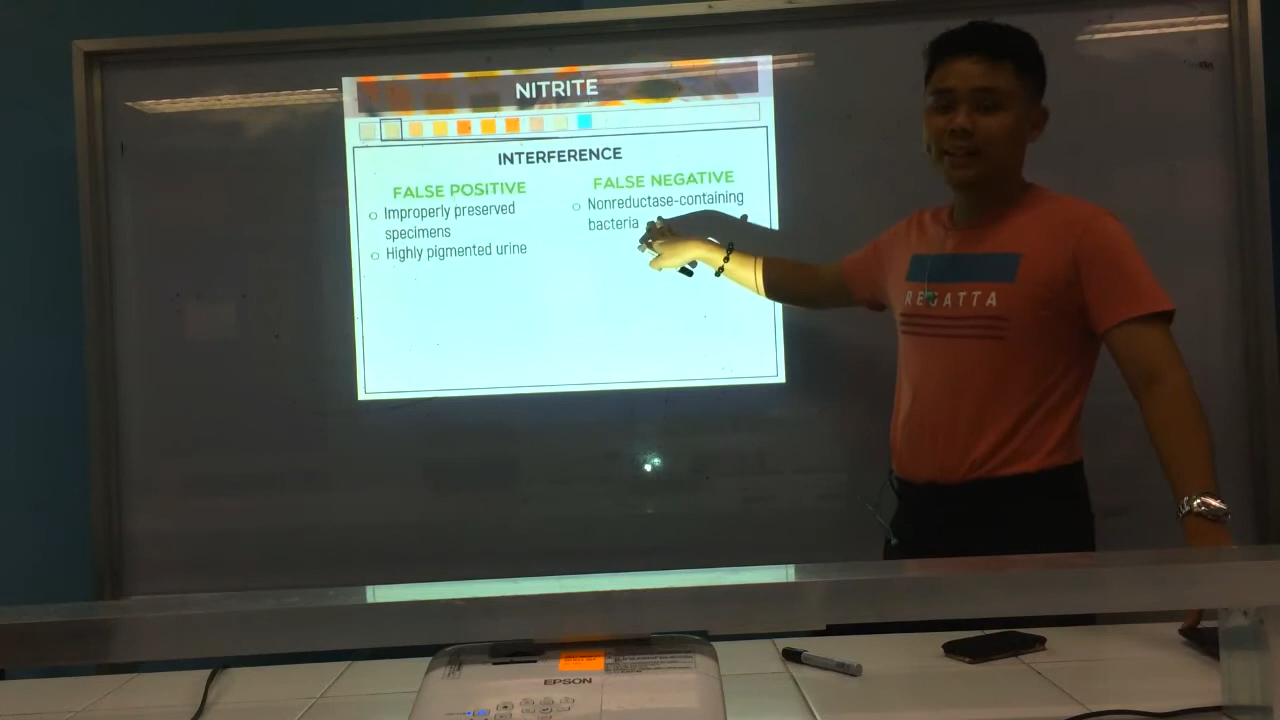 NITRITE
INTERFERENCE
FALSE POSITIVE
o Improperly preserved
specimens
o Highly pigmented urine
FALSE NEGATIVE
o Nonreductase-containing
bacteria
REGATTA
EPSON